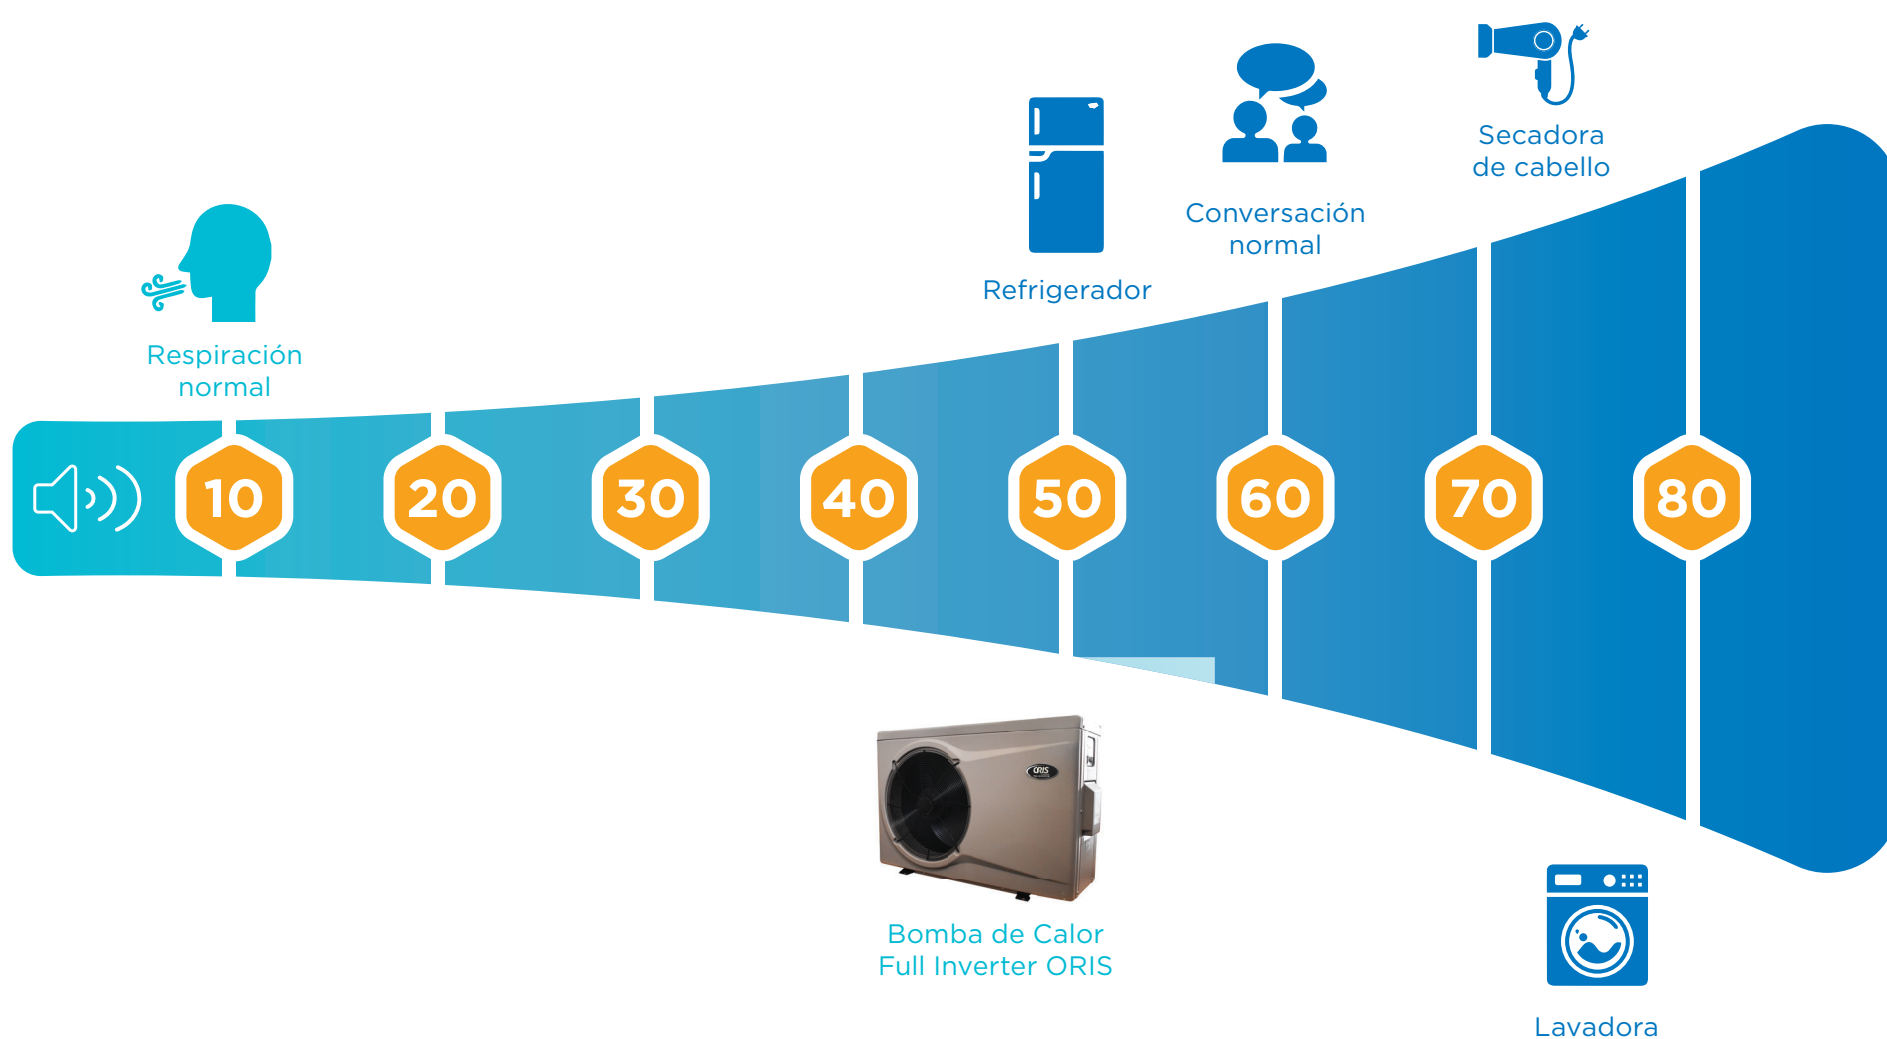 Secadora
de cabello
Conversación
normal
Refrigerador
Respiración
normal
10
20
30
40
50
60
70
80
ORIS
Bomba de Calor
Full Inverter ORIS
Lavadora